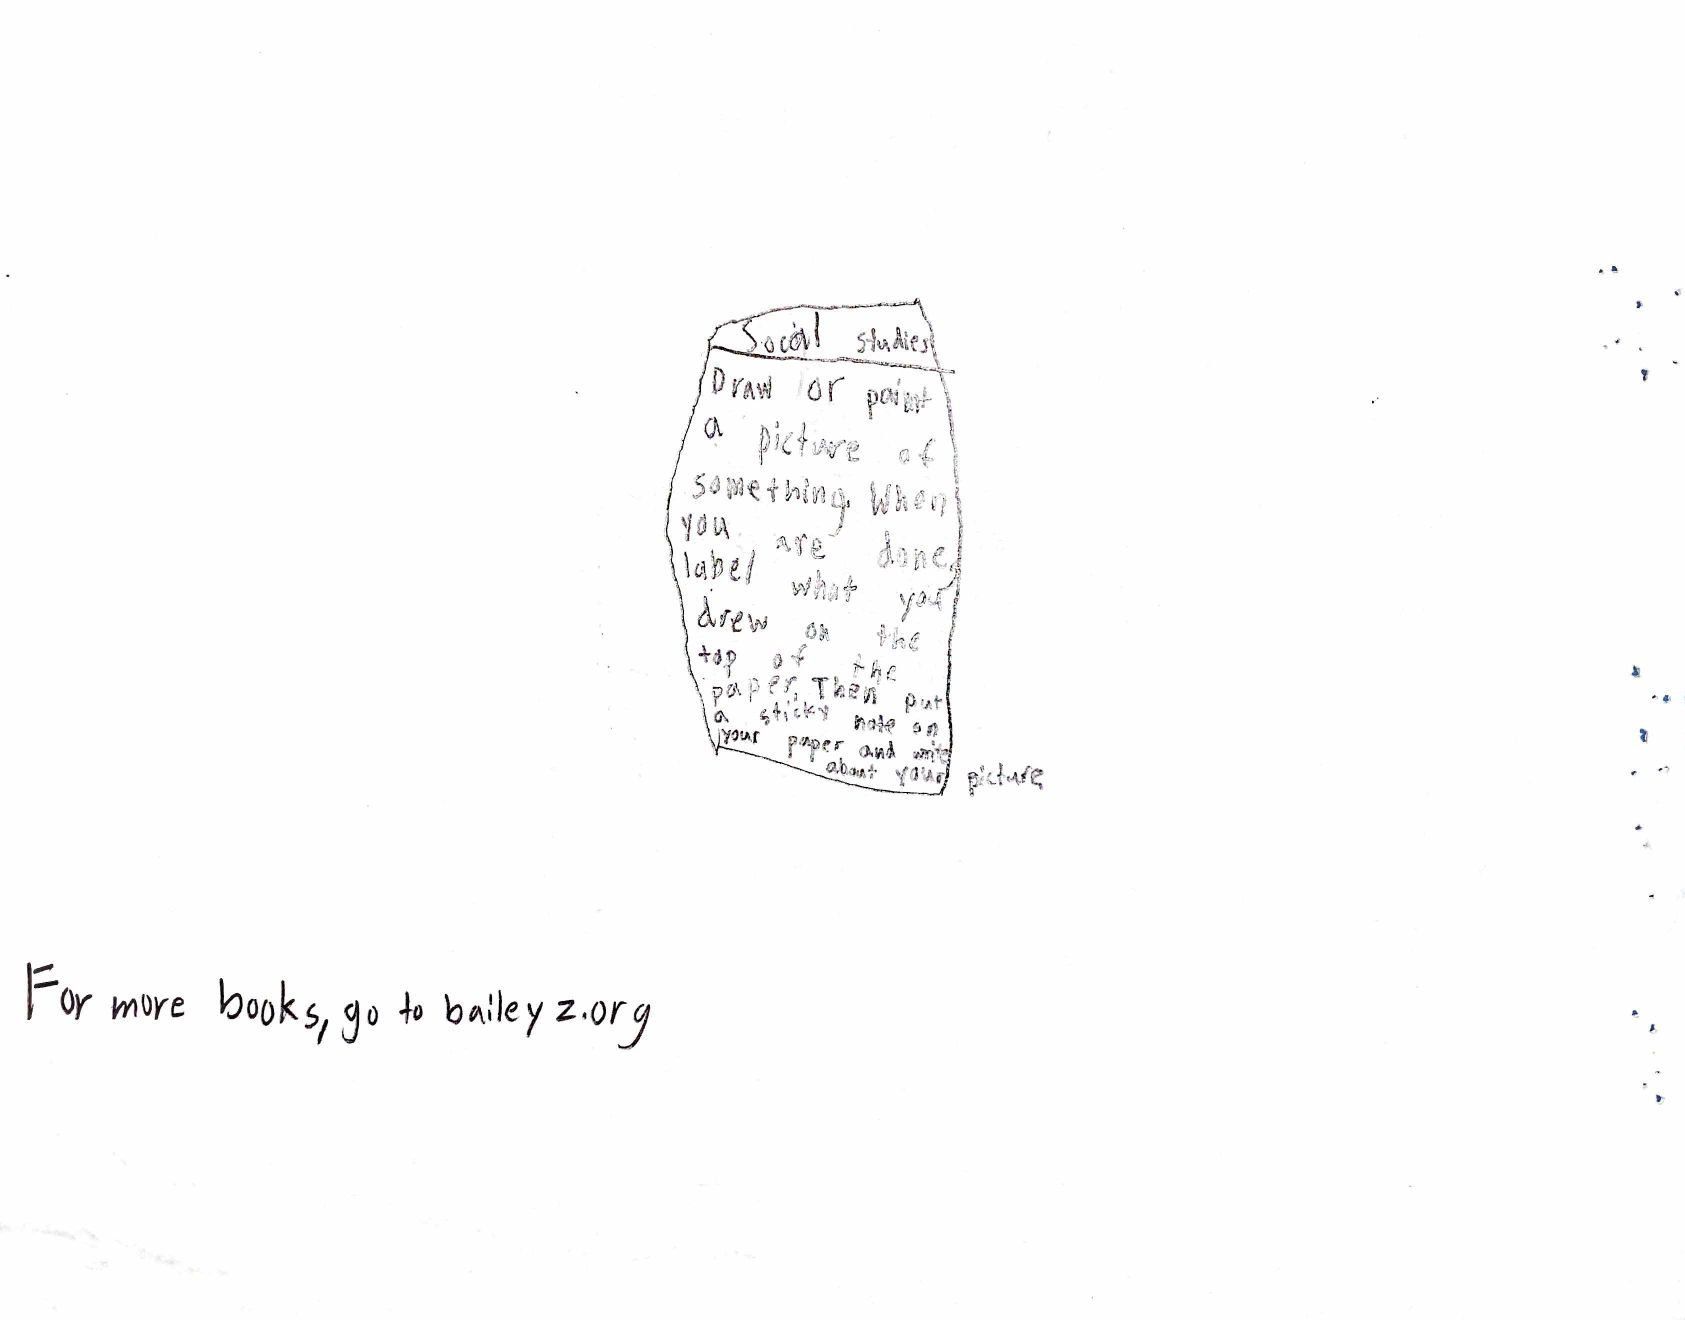 Social studies
Draw or paint
a picture of
something. When
you are done,
label what you
drew on the
top of the
paper. Then put
a sticky note on
your paper and write
about your picture
For more books, go to baileyz.org